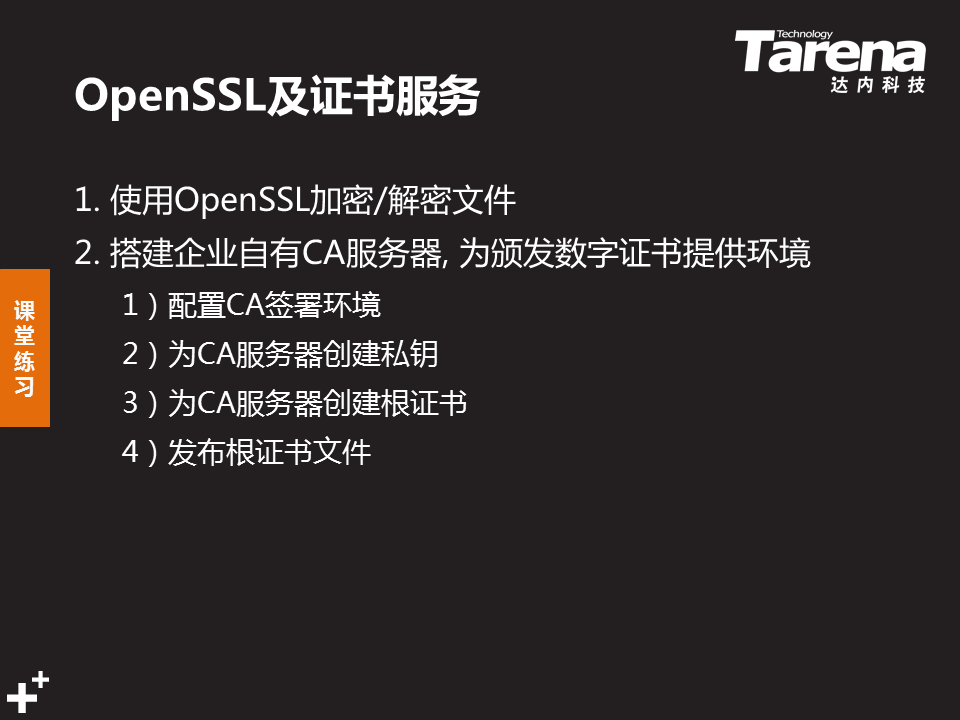 Technology
Tarena
达内科技
OpenSSL及证书服务
1. 使用OpenSSL加密/解密文件
2. 搭建企业自有CA服务器, 为颁发数字证书提供环境
1）配置CA签署环境
2）为CA服务器创建私钥
3）为CA服务器创建根证书
4）发布根证书文件
课堂练习